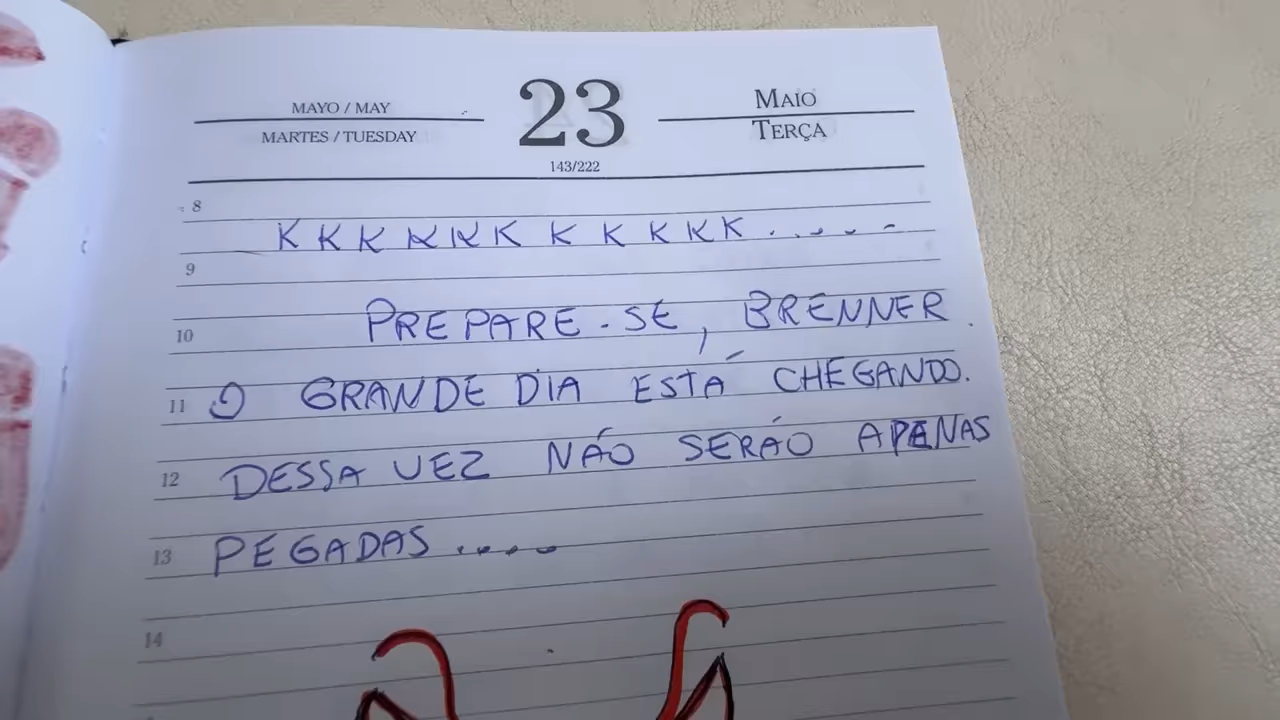 MAYO / MAY
MARTES / TUESDAY
23
143/222
MAIO
TERÇA
8
K K K K K K K K K K K . . . . -
9
PREPARE-SE, BRENNER.
10
O GRANDE DIA ESTÁ CHEGANDO.
11
DESSA VEZ NÃO SERÃO APENAS
12
PEGADAS ....
13
14